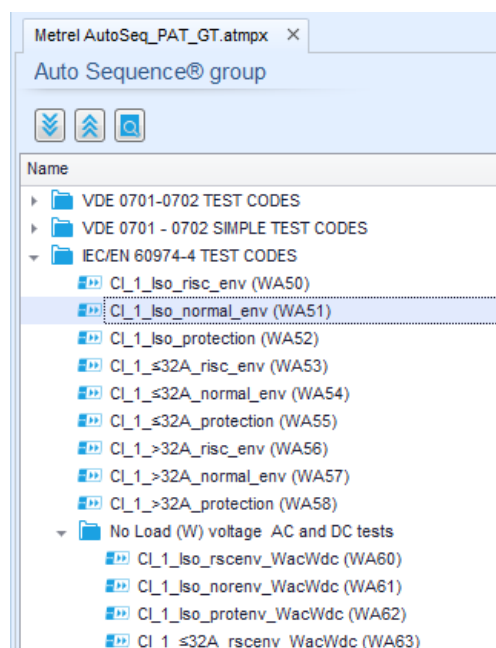 Metrel AutoSeq_PAT_GT.atmpx ×
Auto Sequence® group
Name
VDE 0701-0702 TEST CODES
VDE 0701 - 0702 SIMPLE TEST CODES
IEC/EN 60974-4 TEST CODES
Cl_1_Iso_risc_env (WA50)
Cl_1_Iso_normal_env (WA51)
Cl_1_Iso_protection (WA52)
Cl_1_≤32A_risc_env (WA53)
Cl_1_≤32A_normal_env (WA54)
Cl_1_≤32A_protection (WA55)
Cl_1_>32A_risc_env (WA56)
Cl_1_>32A_normal_env (WA57)
Cl_1_>32A_protection (WA58)
No Load (W) voltage AC and DC tests
Cl_1_Iso_rscenv_WacWdc (WA60)
Cl_1_Iso_norenv_WacWdc (WA61)
Cl_1_Iso_protenv_WacWdc (WA62)
Cl_1_≤32A_rscenv_WacWdc (WA63)